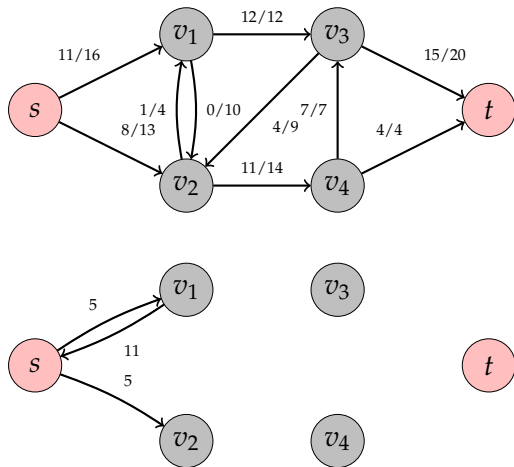 12/12
v1 v3
11/16 15/20
s 1/4 0/10 7/7 t
8/13 4/9 4/4
11/14
v2 v4
v1 v3
5
11
s t
5
v2 v4